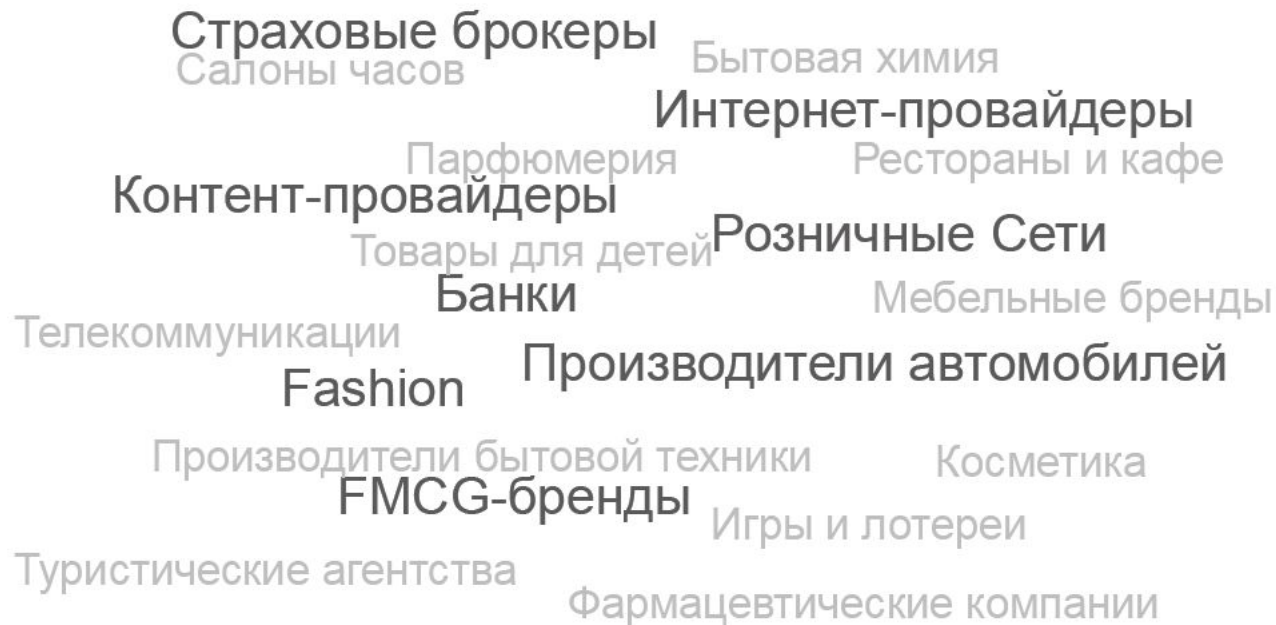 Страховые брокеры
Салоны часов
Бытовая химия
Интернет-провайдеры
Парфюмерия
Рестораны и кафе
Контент-провайдеры
Розничные Сети
Товары для детей
Банки
Мебельные бренды
Телекоммуникации
Производители автомобилей
Fashion
Производители бытовой техники
Косметика
FMCG-бренды
Игры и лотереи
Туристические агентства
Фармацевтические компании